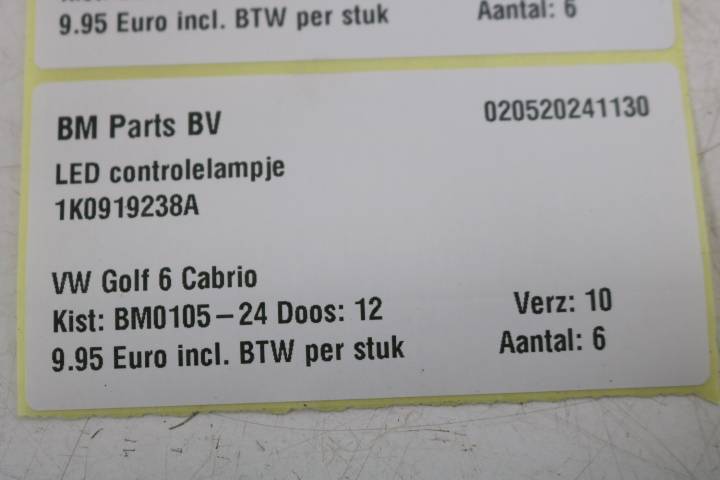 9.95 Euro incl. BTW per stuk Aantal: 6
BM Parts BV 020520241130
LED controlelampje
1K0919238A
VW Golf 6 Cabrio
Kist: BM0105–24 Doos: 12 Verz: 10
9.95 Euro incl. BTW per stuk Aantal: 6